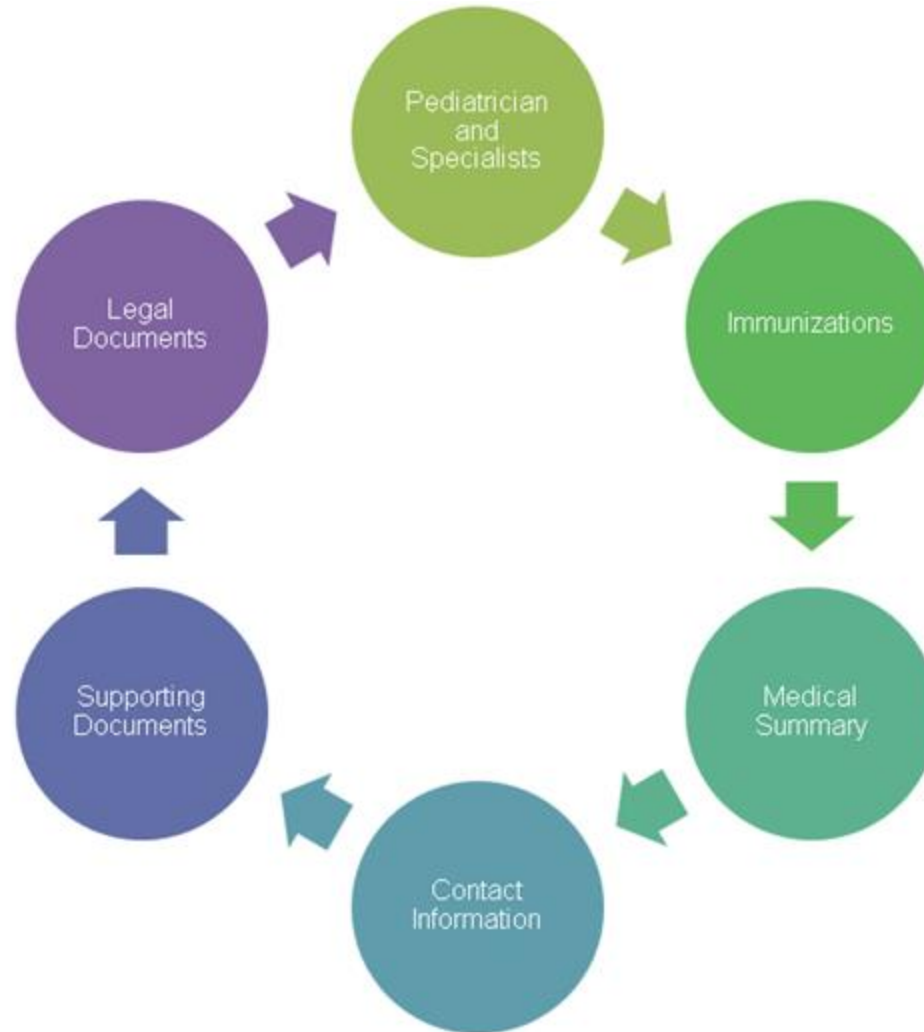 Pediatrician
and
Specialists
Immunizations
Medical
Summary
Contact
Information
Supporting
Documents
Legal
Documents